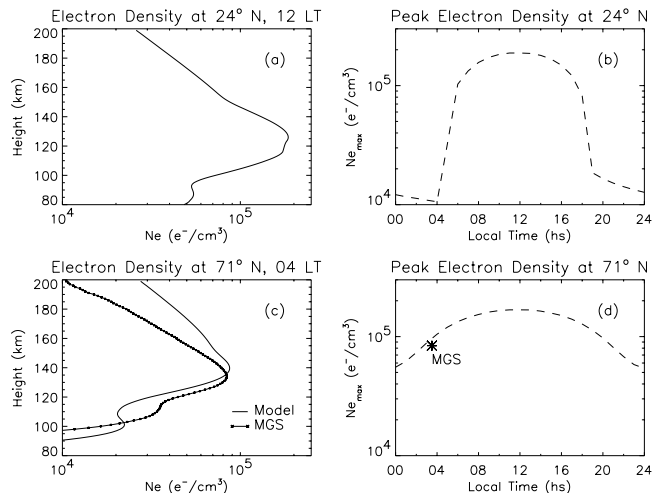 Electron Density at 24° N, 12 LT
200
180
160
140
120
100
80
Height (km)
(a)
10^4
10^5
Ne (e⁻/cm³)
Peak Electron Density at 24° N
10^5
10^4
Ne_max (e⁻/cm³)
(b)
00 04 08 12 16 20 24
Local Time (hs)
Electron Density at 71° N, 04 LT
200
180
160
140
120
100
80
Height (km)
(c)
Model
MGS
10^4
10^5
Ne (e⁻/cm³)
Peak Electron Density at 71° N
10^5
10^4
Ne_max (e⁻/cm³)
(d)
MGS
00 04 08 12 16 20 24
Local Time (hs)